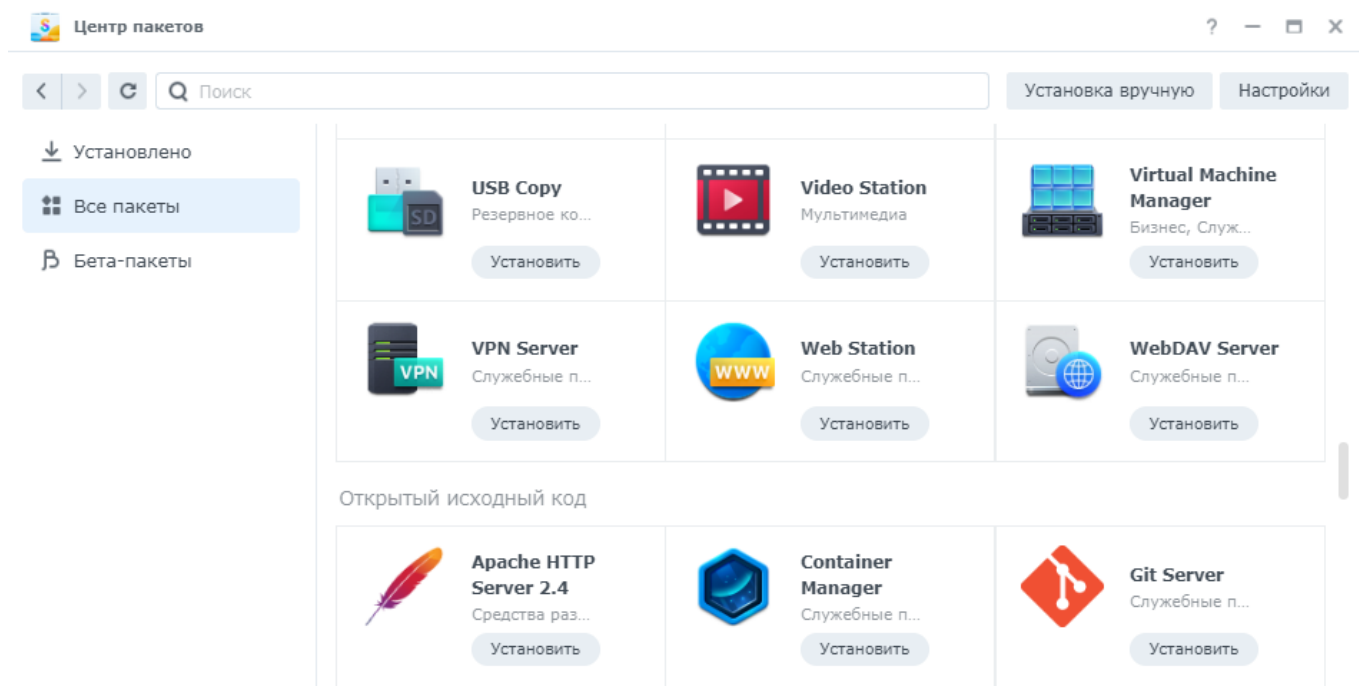 Центр пакетов
Поиск
Установка вручную
Настройки
Установлено
Все пакеты
Бета-пакеты
USB Copy
Резервное ко...
Установить
Video Station
Мультимедиа
Установить
Virtual Machine
Manager
Бизнес, Служ...
Установить
VPN
VPN Server
Служебные п...
Установить
WWW
Web Station
Служебные п...
Установить
WebDAV Server
Служебные п...
Установить
Открытый исходный код
Apache HTTP
Server 2.4
Средства раз...
Установить
Container
Manager
Служебные п...
Установить
Git Server
Служебные п...
Установить
SD